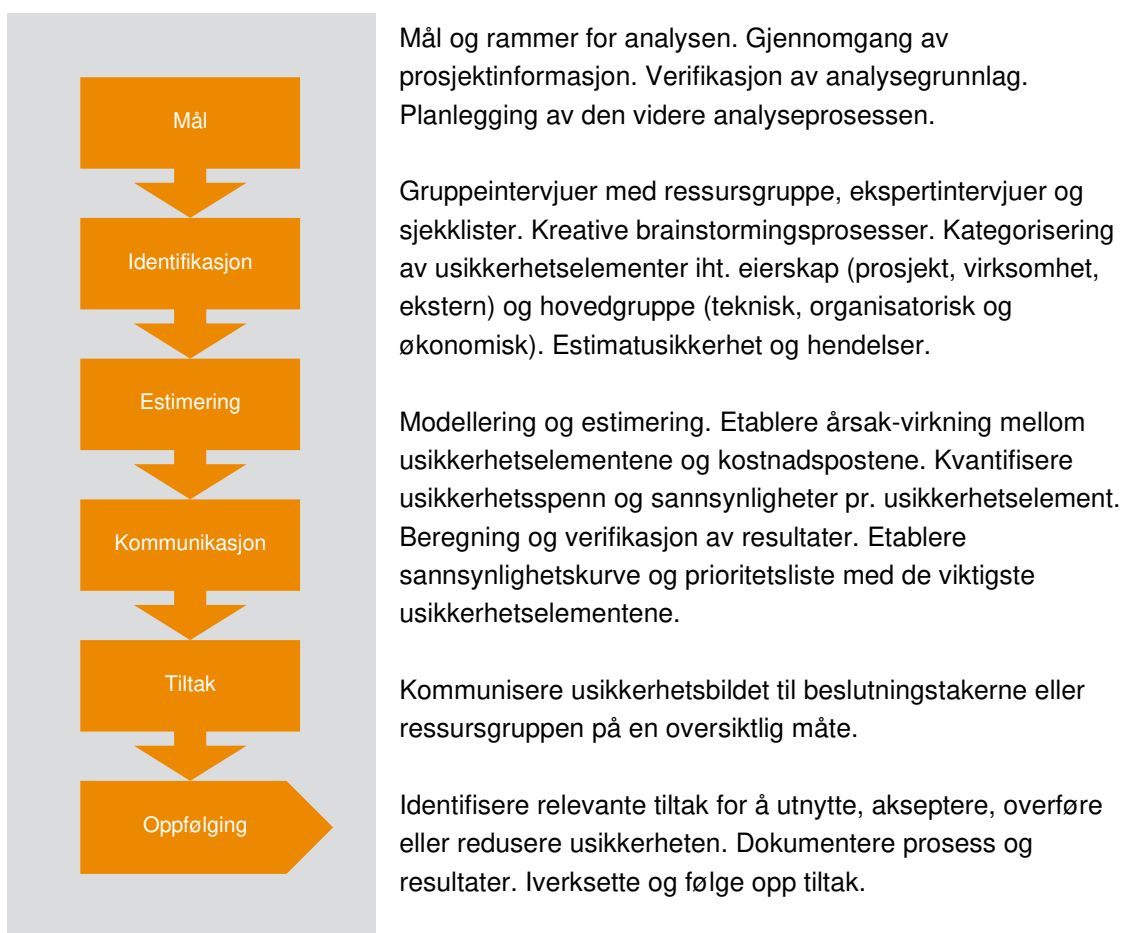 Mål
Identifikasjon
Estimering
Kommunikasjon
Tiltak
Oppfølging
Mål og rammer for analysen. Gjennomgang av
prosjektinformasjon. Verifikasjon av analysegrunnlag.
Planlegging av den videre analyseprosessen.
Gruppeintervjuer med ressursgruppe, ekspertintervjuer og
sjekklister. Kreative brainstormingsprosesser. Kategorisering
av usikkerhetselementer iht. eierskap (prosjekt, virksomhet,
ekstern) og hovedgruppe (teknisk, organisatorisk og
økonomisk). Estimatusikkerhet og hendelser.
Modellering og estimering. Etablere årsak-virkning mellom
usikkerhetselementene og kostnadspostene. Kvantifisere
usikkerhetsspenn og sannsynligheter pr. usikkerhetselement.
Beregning og verifikasjon av resultater. Etablere
sannsynlighetskurve og prioritetsliste med de viktigste
usikkerhetselementene.
Kommunisere usikkerhetsbildet til beslutningstakerne eller
ressursgruppen på en oversiktlig måte.
Identifisere relevante tiltak for å utnytte, akseptere, overføre
eller redusere usikkerheten. Dokumentere prosess og
resultater. Iverksette og følge opp tiltak.